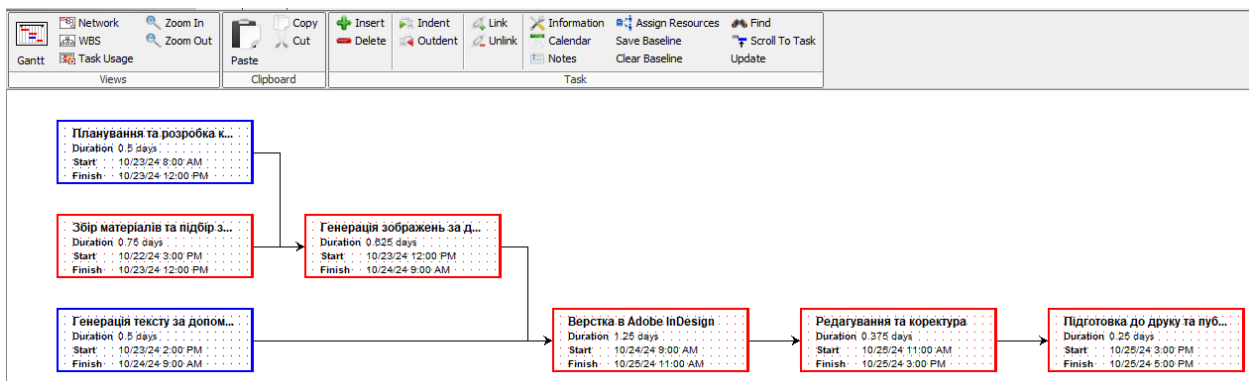 Network Zoom In Copy Insert Indent Link Information Assign Resources Find
WBS Zoom Out Cut Delete Outdent Unlink Calendar Save Baseline Scroll To Task
Gantt Task Usage Paste Notes Clear Baseline Update
Views Clipboard Task
Планування та розробка к...
Duration 0.5 days
Start 10/23/24 8:00 AM
Finish 10/23/24 12:00 PM
Збір матеріалів та підбір з...
Duration 0.75 days
Start 10/22/24 3:00 PM
Finish 10/23/24 12:00 PM
Генерація зображень за д...
Duration 0.625 days
Start 10/23/24 12:00 PM
Finish 10/24/24 9:00 AM
Генерація тексту за допом...
Duration 0.5 days
Start 10/23/24 2:00 PM
Finish 10/24/24 9:00 AM
Верстка в Adobe InDesign
Duration 1.25 days
Start 10/24/24 9:00 AM
Finish 10/25/24 11:00 AM
Редагування та коректура
Duration 0.375 days
Start 10/25/24 11:00 AM
Finish 10/25/24 3:00 PM
Підготовка до друку та пуб...
Duration 0.25 days
Start 10/25/24 3:00 PM
Finish 10/25/24 5:00 PM